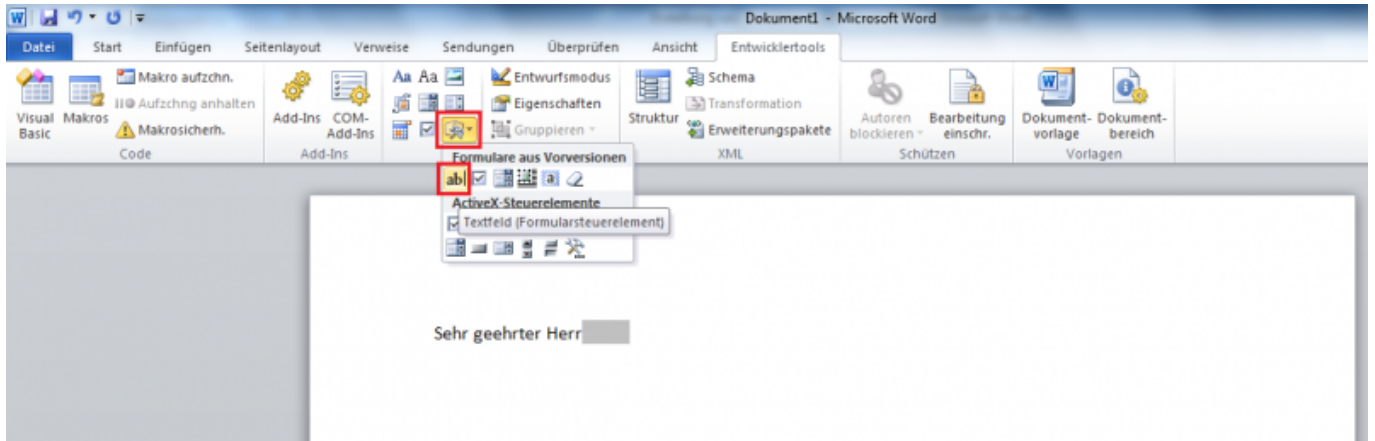 Dokument1 - Microsoft Word
Datei Start Einfügen Seitenlayout Verweise Sendungen Überprüfen Ansicht Entwicklertools
Visual Basic
Makros
Makro aufzchn.
Aufzchng anhalten
Makrosicherh.
Code
Add-Ins
COM-Add-Ins
Add-Ins
Aa Aa
Entwurfsmodus
Eigenschaften
Gruppieren
Struktur
Schema
Transformation
Erweiterungspakete
XML
Autoren blockieren
Bearbeitung einschr.
Schützen
Dokument-vorlage
Dokument-bereich
Vorlagen
Formulare aus Vorversionen
ab|
ActiveX-Steuerelemente
Textfeld (Formularsteuerelement)
Sehr geehrter Herr